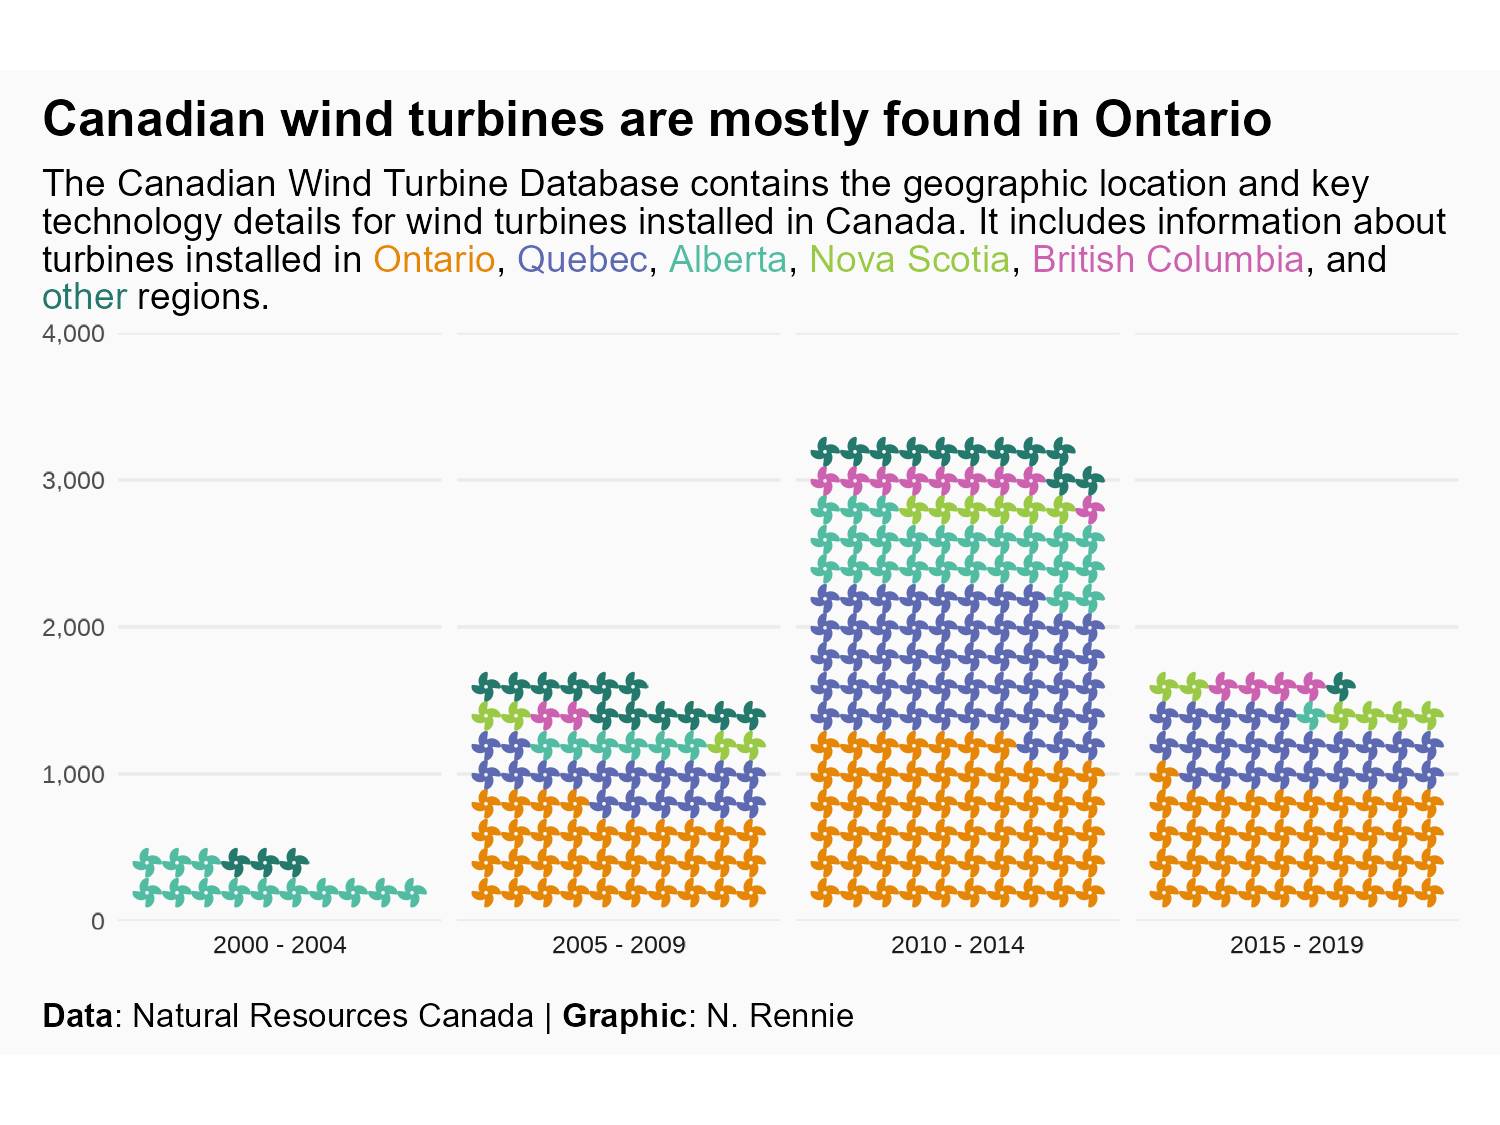 Canadian wind turbines are mostly found in Ontario
The Canadian Wind Turbine Database contains the geographic location and key
technology details for wind turbines installed in Canada. It includes information about
turbines installed in Ontario, Quebec, Alberta, Nova Scotia, British Columbia, and
other regions.
4,000
3,000
2,000
1,000
0
2000 - 2004
2005 - 2009
2010 - 2014
2015 - 2019
Data: Natural Resources Canada | Graphic: N. Rennie